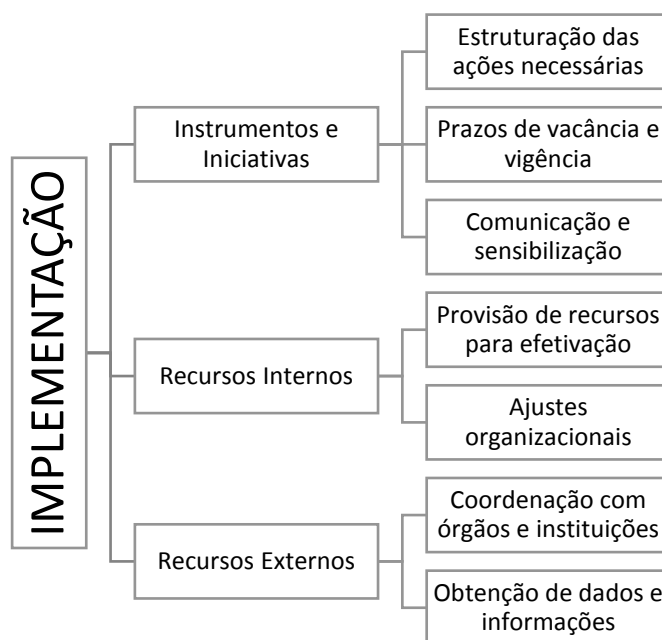 IMPLEMENTAÇÃO
Instrumentos e
Iniciativas
Estruturação das
ações necessárias
Prazos de vacância e
vigência
Comunicação e
sensibilização
Recursos Internos
Provisão de recursos
para efetivação
Ajustes
organizacionais
Recursos Externos
Coordenação com
órgãos e instituições
Obtenção de dados e
informações